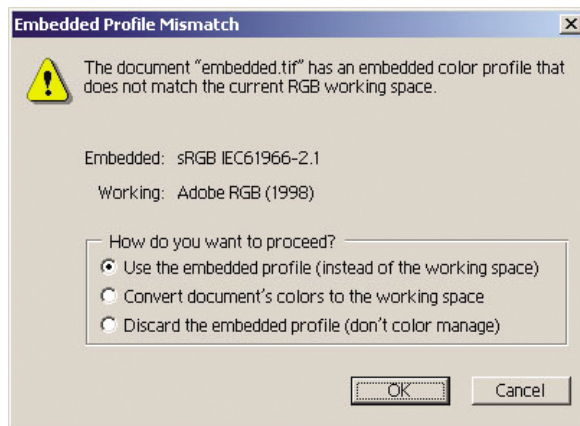 Embedded Profile Mismatch
The document "embedded.tif" has an embedded color profile that
does not match the current RGB working space.
Embedded: sRGB IEC61966-2.1
Working: Adobe RGB (1998)
How do you want to proceed?
Use the embedded profile (instead of the working space)
Convert document's colors to the working space
Discard the embedded profile (don't color manage)
OK Cancel